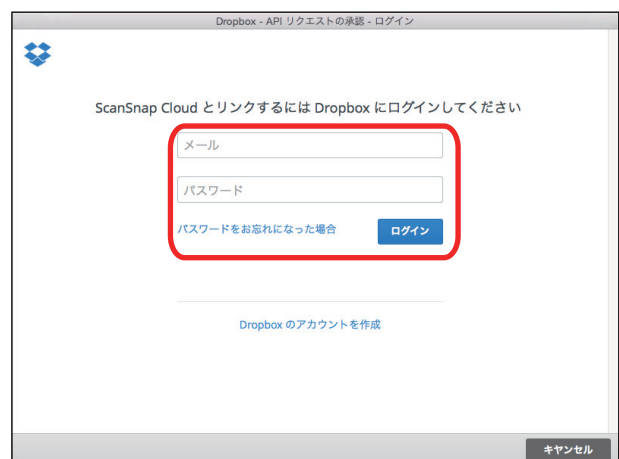 Dropbox - API リクエストの承認 - ログイン
ScanSnap Cloud とリンクするには Dropbox にログインしてください
メール
パスワード
パスワードをお忘れになった場合
ログイン
Dropbox のアカウントを作成
キャンセル